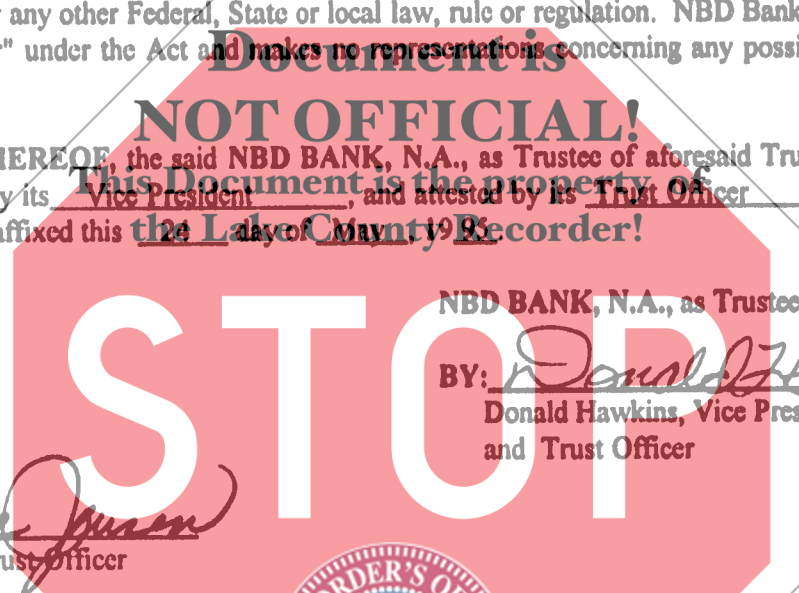 any other Federal, State or local law, rule or regulation. NBD Bank
" under the Act and makes no representations concerning any possi
Document is
NOT OFFICIAL!
HEREOF, the said NBD BANK, N.A., as Trustee of aforesaid Tru
This Document is the property of
y its Vice President, and attested by its Trust Officer
the Lake County Recorder!
affixed this 24 day of May, 1995.
STOP
NBD BANK, N.A., as Trustee
BY: Donald
Donald Hawkins, Vice Pres
and Trust Officer
ust Officer
ORDER'S O